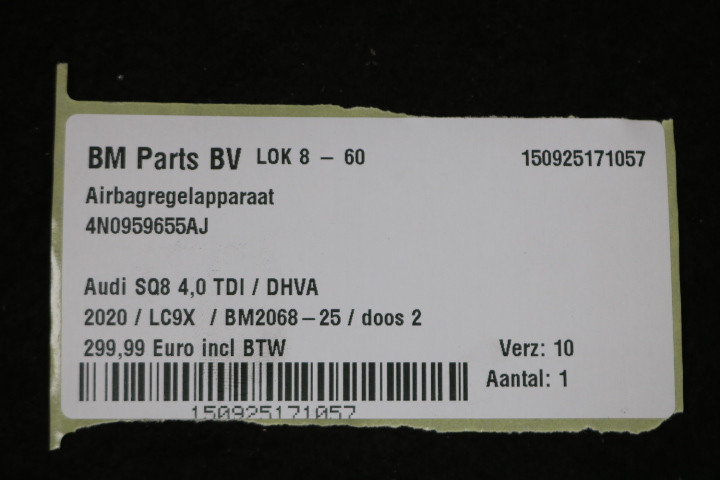 BM Parts BV LOK 8 - 60 150925171057
Airbagregelapparaat
4N0959655AJ
Audi SQ8 4,0 TDI / DHVA
2020 / LC9X / BM2068-25 / doos 2
299,99 Euro incl BTW Verz: 10
Aantal: 1
150925171057